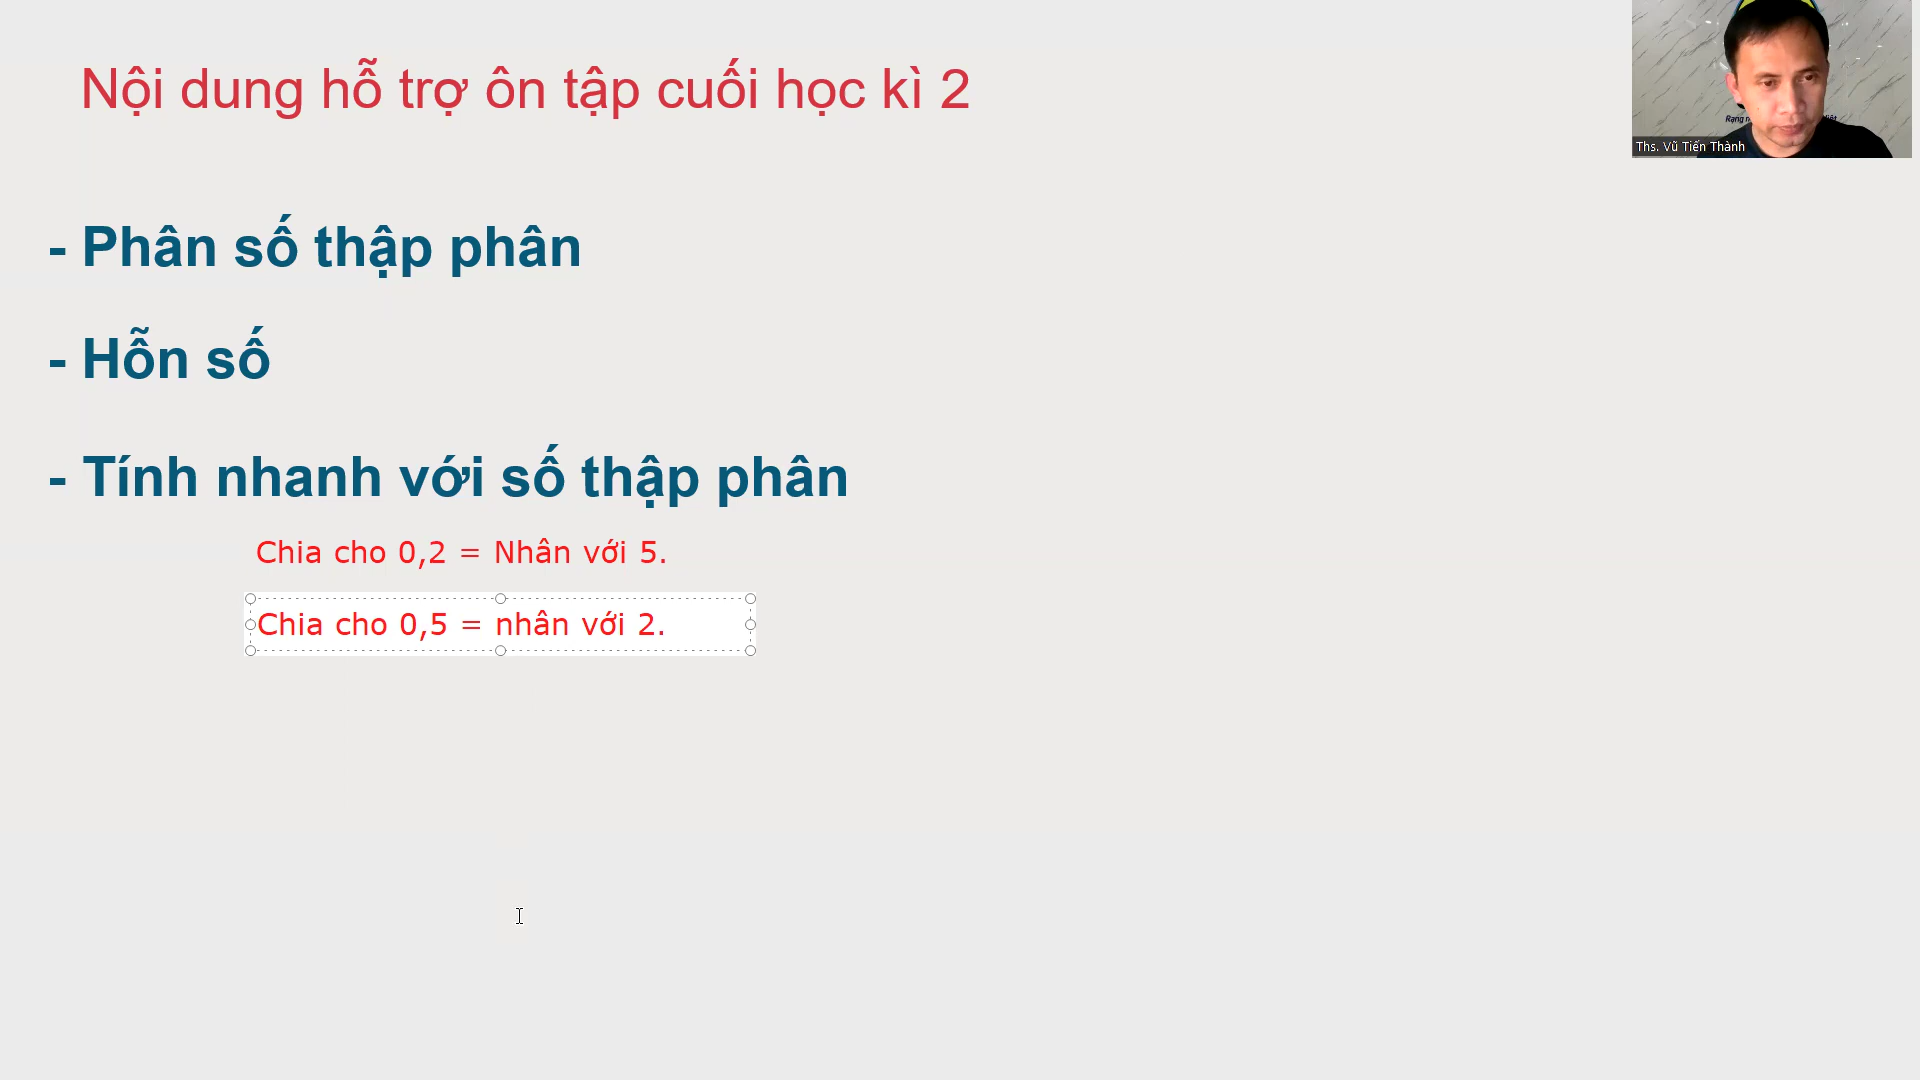 Nội dung hỗ trợ ôn tập cuối học kì 2
- Phân số thập phân
- Hỗn số
- Tính nhanh với số thập phân
Chia cho 0,2 = Nhân với 5.
Chia cho 0,5 = nhân với 2.
Ths. Vũ Tiến Thành